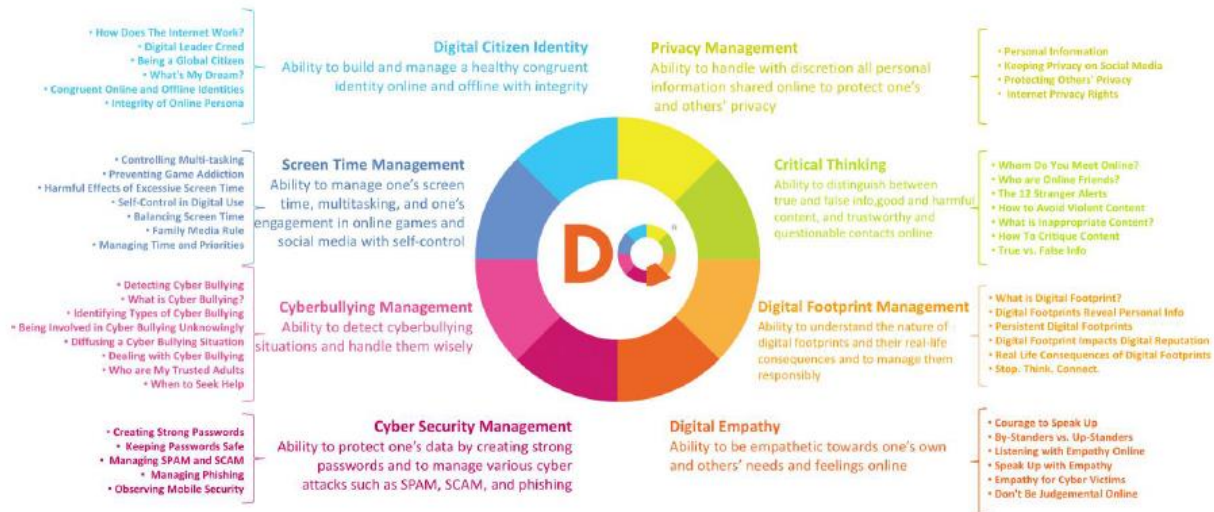 • How Does The Internet Work?
• Digital Leader Creed
• Being a Global Citizen
• What's My Dream?
• Congruent Online and Offline Identities
• Integrity of Online Persona
Digital Citizen Identity
Ability to build and manage a healthy congruent
identity online and offline with integrity
Privacy Management
Ability to handle with discretion all personal
information shared online to protect one's
and others' privacy
• Personal Information
• Keeping Privacy on Social Media
• Protecting Others' Privacy
• Internet Privacy Rights
• Controlling Multi-tasking
• Preventing Game Addiction
• Harmful Effects of Excessive Screen Time
• Self-Control in Digital Use
• Balancing Screen Time
• Family Media Rule
• Managing Time and Priorities
Screen Time Management
Ability to manage one's screen
time, multitasking, and one's
engagement in online games and
social media with self-control
Critical Thinking
Ability to distinguish between
true and false info,good and harmful
content, and trustworthy and
questionable contacts online
• Whom Do You Meet Online?
• Who are Online Friends?
• The 12 Stranger Alerts
• How to Avoid Violent Content
• What is Inappropriate Content?
• How To Critique Content
• True vs. False Info
DQ®
• Detecting Cyber Bullying
• What is Cyber Bullying?
• Identifying Types of Cyber Bullying
• Being Involved in Cyber Bullying Unknowingly
• Diffusing a Cyber Bullying Situation
• Dealing with Cyber Bullying
• Who are My Trusted Adults
• When to Seek Help
Cyberbullying Management
Ability to detect cyberbullying
situations and handle them wisely
Digital Footprint Management
Ability to understand the nature of
digital footprints and their real-life
consequences and to manage them
responsibly
• What is Digital Footprint?
• Digital Footprints Reveal Personal Info
• Persistent Digital Footprints
• Digital Footprint Impacts Digital Reputation
• Real Life Consequences of Digital Footprints
• Stop. Think. Connect.
• Creating Strong Passwords
• Keeping Passwords Safe
• Managing SPAM and SCAM
• Managing Phishing
• Observing Mobile Security
Cyber Security Management
Ability to protect one's data by creating strong
passwords and to manage various cyber
attacks such as SPAM, SCAM, and phishing
Digital Empathy
Ability to be empathetic towards one's own
and others' needs and feelings online
• Courage to Speak Up
• By-Standers vs. Up-Standers
• Listening with Empathy Online
• Speak Up with Empathy
• Empathy for Cyber Victims
• Don't Be Judgemental Online